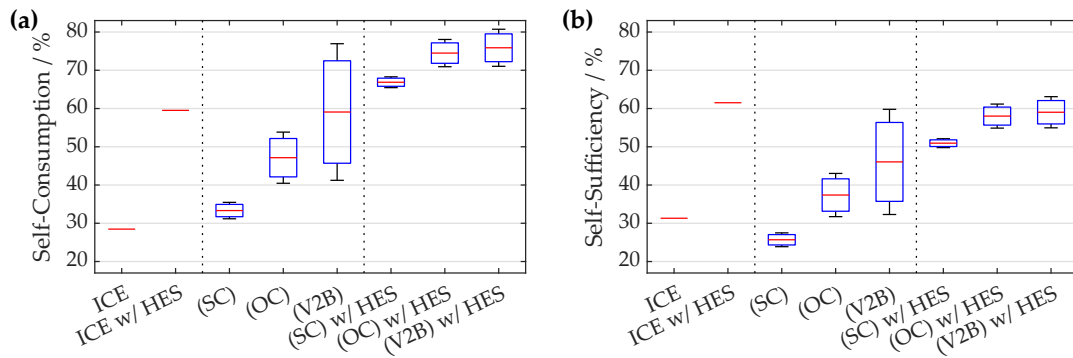 (a)
Self-Consumption / %
80
70
60
50
40
30
20
ICE
ICE w/ HES
(SC)
(OC)
(V2B)
(SC) w/ HES
(OC) w/ HES
(V2B) w/ HES
(b)
Self-Sufficiency / %
80
70
60
50
40
30
20
ICE
ICE w/ HES
(SC)
(OC)
(V2B)
(SC) w/ HES
(OC) w/ HES
(V2B) w/ HES